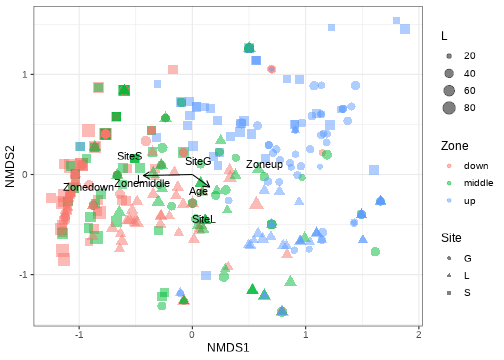 NMDS2
1
0
-1
-1
0
1
2
NMDS1
SiteS
SiteG
Zoneup
L
Zonedown
Zonemiddle
Age
SiteL
L
20
40
60
80
Zone
down
middle
up
Site
G
L
S